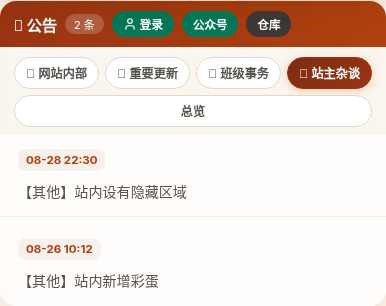 公告 2 条 登录 公众号 仓库
网站内部 重要更新 班级事务 站主杂谈
总览
08-28 22:30
【其他】站内设有隐藏区域
08-26 10:12
【其他】站内新增彩蛋